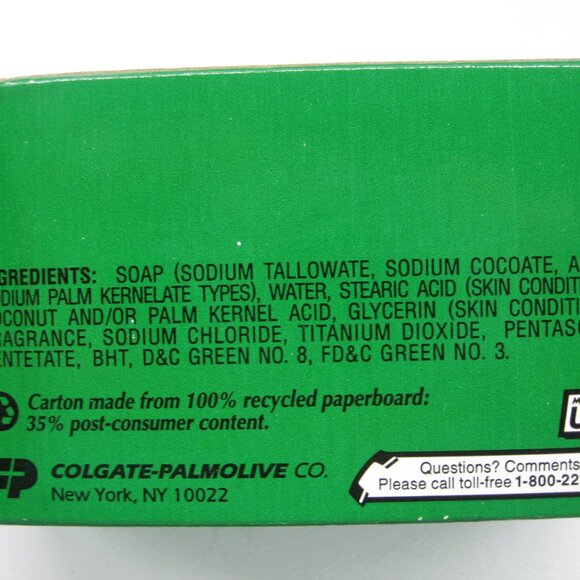 GREDIENTS: SOAP (SODIUM TALLOWATE, SODIUM COCOATE, A
DIUM PALM KERNELATE TYPES), WATER, STEARIC ACID (SKIN CONDITI
OCONUT AND/OR PALM KERNEL ACID, GLYCERIN (SKIN CONDITI
RAGRANCE, SODIUM CHLORIDE, TITANIUM DIOXIDE, PENTASO
ENTETATE, BHT, D&C GREEN NO. 8, FD&C GREEN NO. 3.
Carton made from 100% recycled paperboard:
35% post-consumer content.
CP
COLGATE-PALMOLIVE CO.
New York, NY 10022
Questions? Comments
Please call toll-free 1-800-22